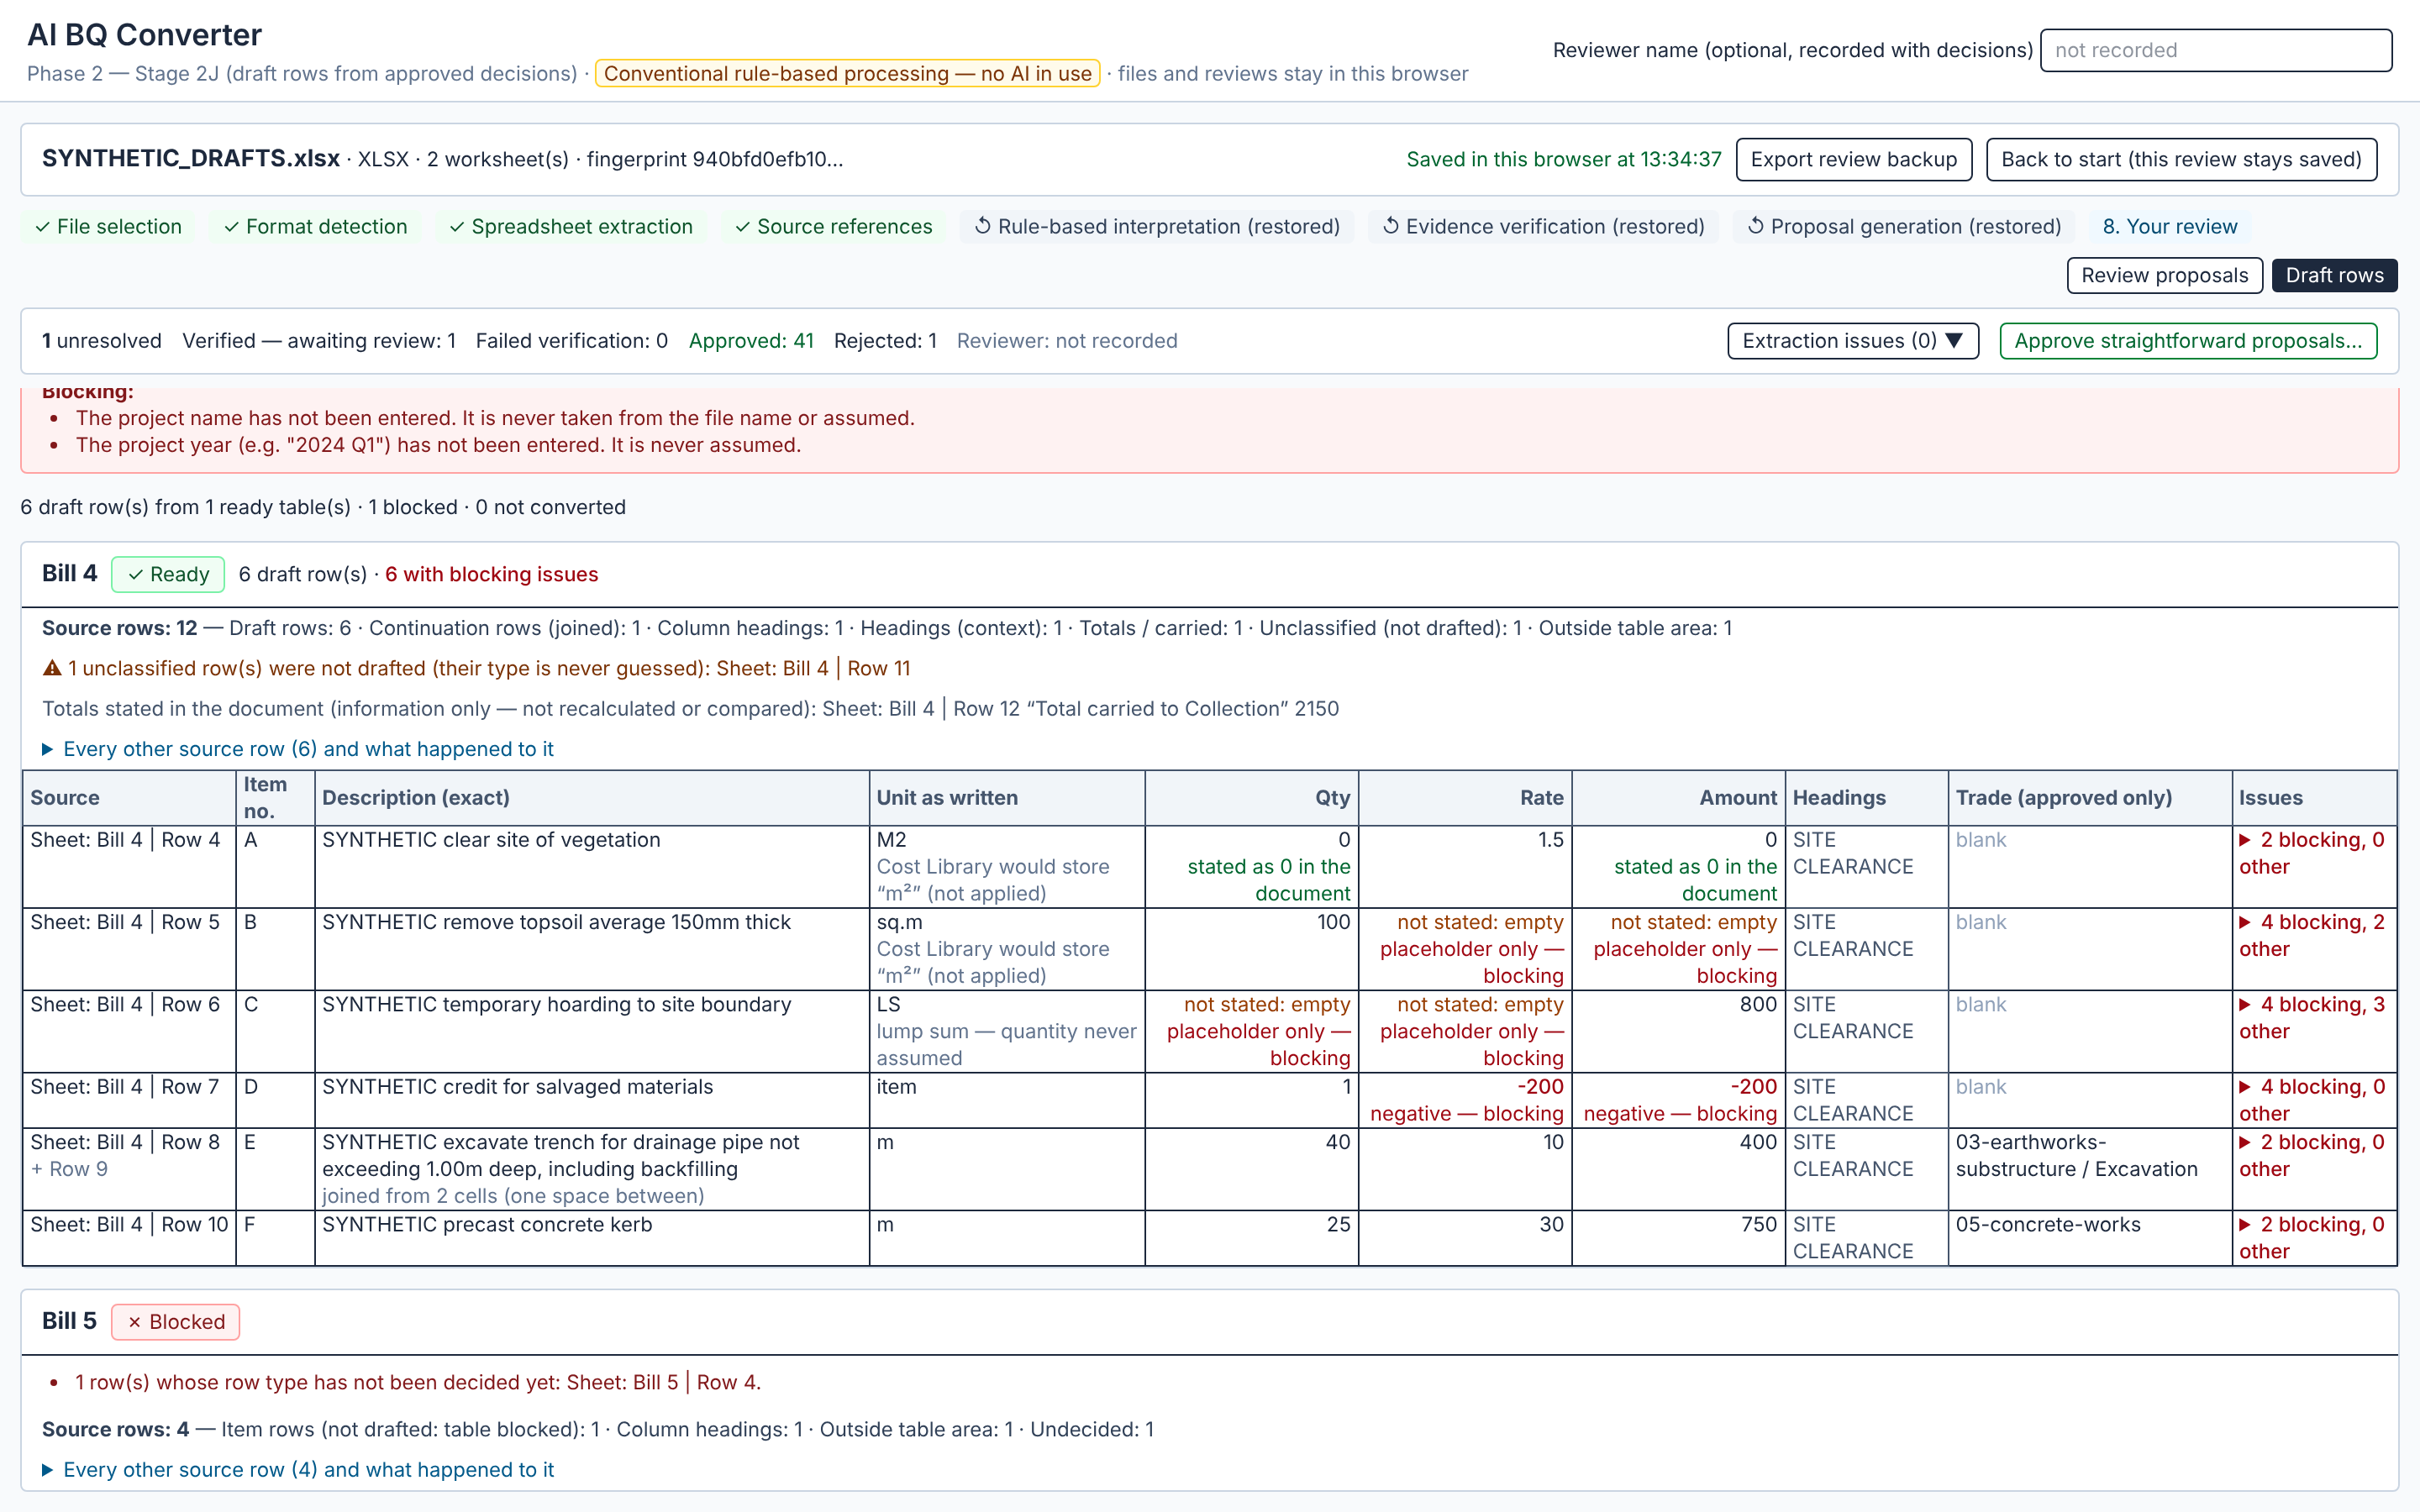 AI BQ Converter
Phase 2 — Stage 2J (draft rows from approved decisions) · Conventional rule-based processing — no AI in use · files and reviews stay in this browser
Reviewer name (optional, recorded with decisions) not recorded
SYNTHETIC_DRAFTS.xlsx · XLSX · 2 worksheet(s) · fingerprint 940bfd0efb10…
Saved in this browser at 13:34:37 Export review backup Back to start (this review stays saved)
✓ File selection ✓ Format detection ✓ Spreadsheet extraction ✓ Source references ↺ Rule-based interpretation (restored) ↺ Evidence verification (restored) ↺ Proposal generation (restored) 8. Your review
Review proposals Draft rows
1 unresolved Verified — awaiting review: 1 Failed verification: 0 Approved: 41 Rejected: 1 Reviewer: not recorded
Extraction issues (0) ▼ Approve straightforward proposals…
Blocking:
• The project name has not been entered. It is never taken from the file name or assumed.
• The project year (e.g. "2024 Q1") has not been entered. It is never assumed.
6 draft row(s) from 1 ready table(s) · 1 blocked · 0 not converted
Bill 4 ✓ Ready 6 draft row(s) · 6 with blocking issues
Source rows: 12 — Draft rows: 6 · Continuation rows (joined): 1 · Column headings: 1 · Headings (context): 1 · Totals / carried: 1 · Unclassified (not drafted): 1 · Outside table area: 1
⚠ 1 unclassified row(s) were not drafted (their type is never guessed): Sheet: Bill 4 | Row 11
Totals stated in the document (information only — not recalculated or compared): Sheet: Bill 4 | Row 12 “Total carried to Collection” 2150
▶ Every other source row (6) and what happened to it
Source
Item
no.
Description (exact)
Unit as written
Qty
Rate
Amount
Headings
Trade (approved only)
Issues
Sheet: Bill 4 | Row 4
A
SYNTHETIC clear site of vegetation
M2
Cost Library would store
“m²” (not applied)
0
stated as 0 in the
document
1.5
0
stated as 0 in the
document
SITE
CLEARANCE
blank
▶ 2 blocking, 0
other
Sheet: Bill 4 | Row 5
B
SYNTHETIC remove topsoil average 150mm thick
sq.m
Cost Library would store
“m²” (not applied)
100
not stated: empty
placeholder only —
blocking
not stated: empty
placeholder only —
blocking
SITE
CLEARANCE
blank
▶ 4 blocking, 2
other
Sheet: Bill 4 | Row 6
C
SYNTHETIC temporary hoarding to site boundary
LS
lump sum — quantity never
assumed
not stated: empty
placeholder only —
blocking
not stated: empty
placeholder only —
blocking
800
SITE
CLEARANCE
blank
▶ 4 blocking, 3
other
Sheet: Bill 4 | Row 7
D
SYNTHETIC credit for salvaged materials
item
1
-200
negative — blocking
-200
negative — blocking
SITE
CLEARANCE
blank
▶ 4 blocking, 0
other
Sheet: Bill 4 | Row 8
+ Row 9
E
SYNTHETIC excavate trench for drainage pipe not
exceeding 1.00m deep, including backfilling
joined from 2 cells (one space between)
m
40
10
400
SITE
CLEARANCE
03-earthworks-
substructure / Excavation
▶ 2 blocking, 0
other
Sheet: Bill 4 | Row 10
F
SYNTHETIC precast concrete kerb
m
25
30
750
SITE
CLEARANCE
05-concrete-works
▶ 2 blocking, 0
other
Bill 5 × Blocked
• 1 row(s) whose row type has not been decided yet: Sheet: Bill 5 | Row 4.
Source rows: 4 — Item rows (not drafted: table blocked): 1 · Column headings: 1 · Outside table area: 1 · Undecided: 1
▶ Every other source row (4) and what happened to it